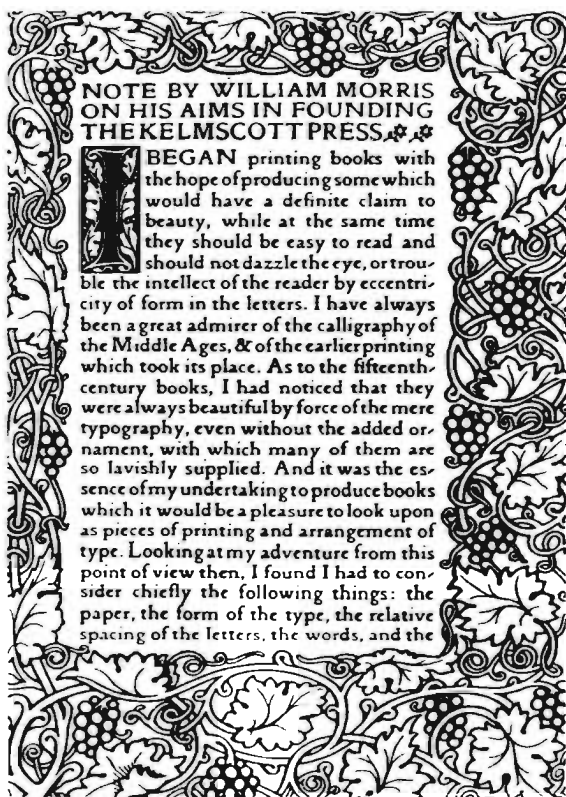 NOTE BY WILLIAM MORRIS
ON HIS AIMS IN FOUNDING
THE KELMSCOTT PRESS
I BEGAN printing books with
the hope of producing some which
would have a definite claim to
beauty, while at the same time
they should be easy to read and
should not dazzle the eye, or trou-
ble the intellect of the reader by eccentri-
city of form in the letters. I have always
been a great admirer of the calligraphy of
the Middle Ages, & of the earlier printing
which took its place. As to the fifteenth-
century books, I had noticed that they
were always beautiful by force of the mere
typography, even without the added or-
nament, with which many of them are
so lavishly supplied. And it was the es-
sence of my undertaking to produce books
which it would be a pleasure to look upon
as pieces of printing and arrangement of
type. Looking at my adventure from this
point of view then, I found I had to con-
sider chiefly the following things: the
paper, the form of the type, the relative
spacing of the letters, the words, and the